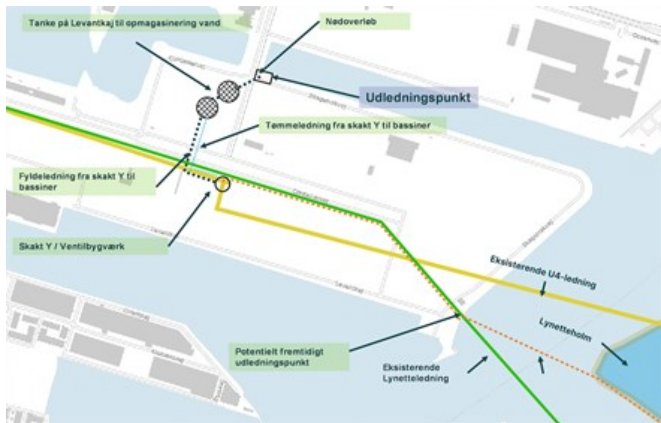 Tanke på Levantkaj til opmagasinering vand
Nødoverløb
Udledningspunkt
Tømmeledning fra skakt Y til bassiner
Fyldeledning fra skakt Y til
bassiner
Skakt Y / Ventilbygværk
Eksisterende U4-ledning
Lynetteholm
Potentielt fremtidigt
udledningspunkt
Eksisterende
Lynetteledning